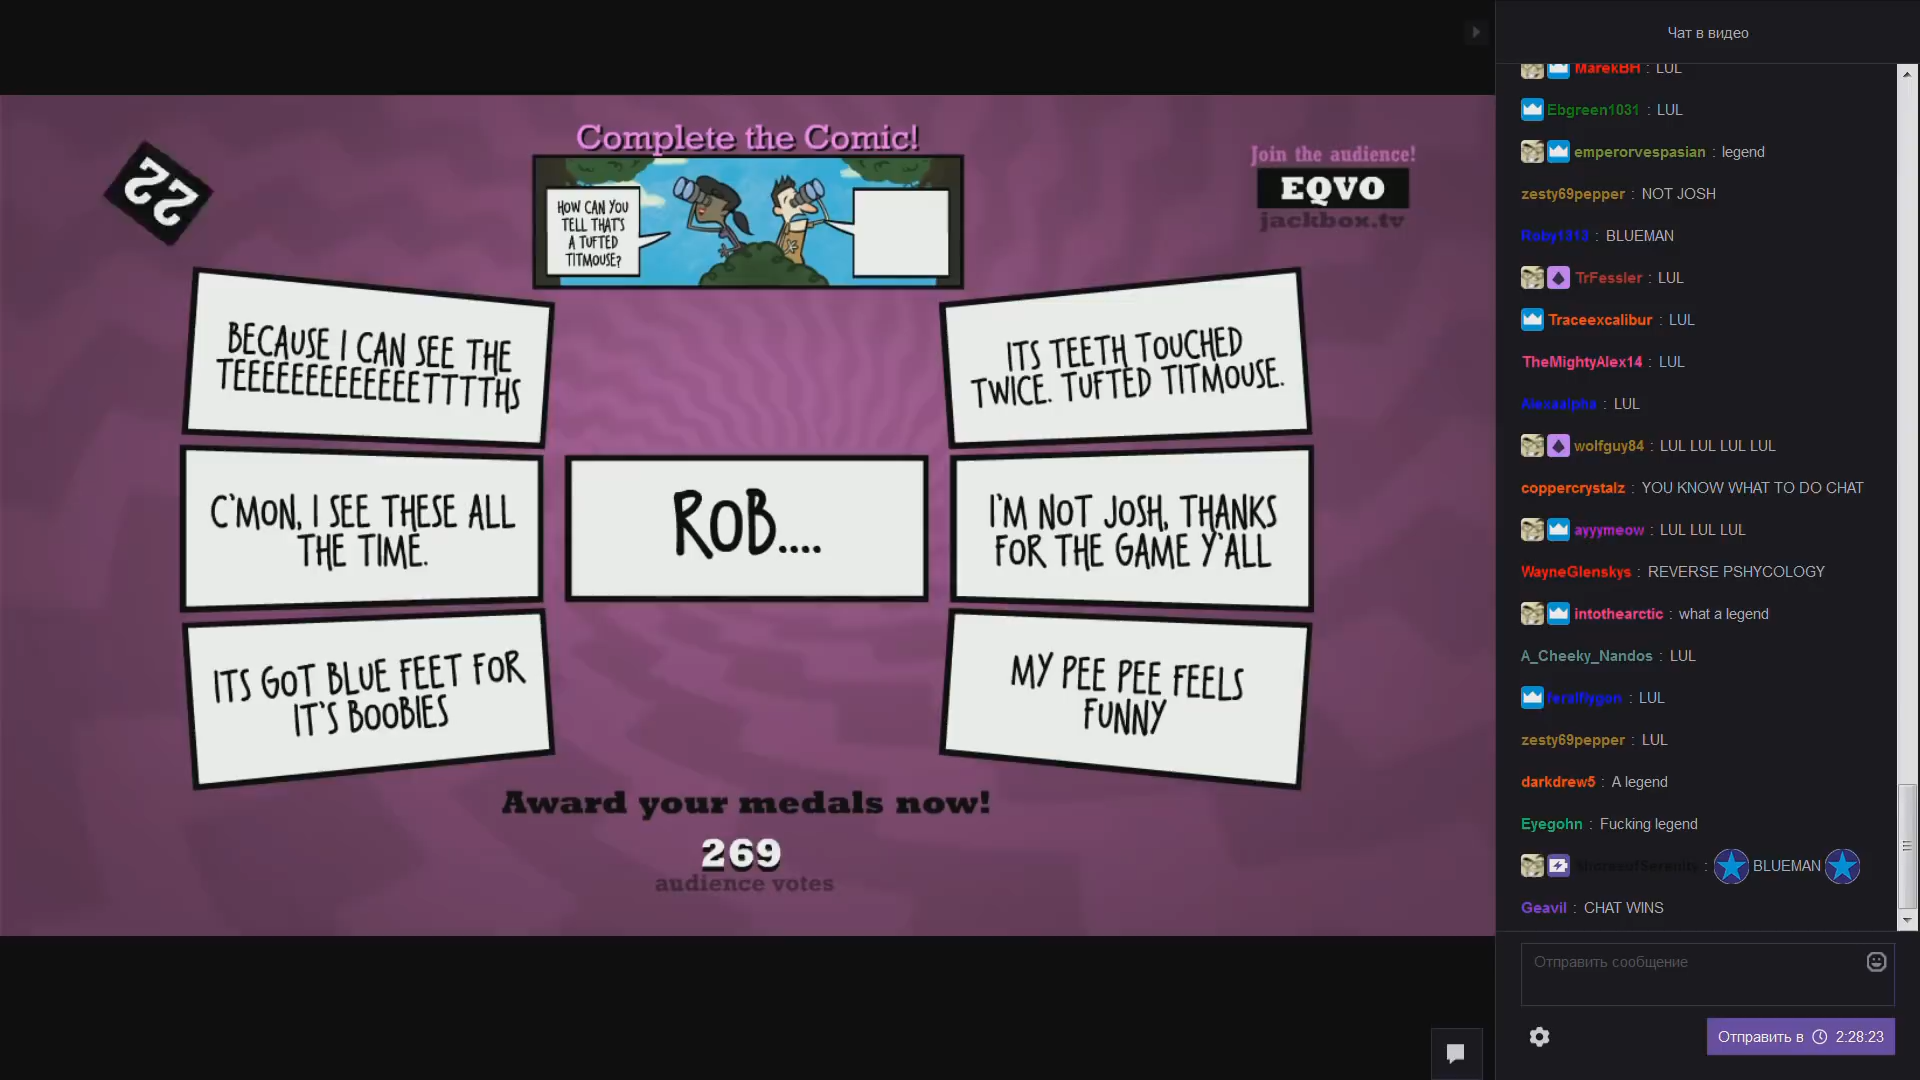 22
Complete the Comic!
HOW CAN YOU
TELL THAT'S
A TUFTED
TITMOUSE?
Join the audience!
EQVO
jackbox.tv
BECAUSE I CAN SEE THE
TEEEEEEEEEEEEETTTTHS
ITS TEETH TOUCHED
TWICE. TUFTED TITMOUSE.
C'MON, I SEE THESE ALL
THE TIME.
ROB....
I'M NOT JOSH, THANKS
FOR THE GAME Y'ALL
ITS GOT BLUE FEET FOR
IT'S BOOBIES
MY PEE PEE FEELS
FUNNY
Award your medals now!
269
audience votes
Чат в видео
MarekBH : LUL
Ebgreen1031 : LUL
emperorvespasian : legend
zesty69pepper : NOT JOSH
Roby1313 : BLUEMAN
TrFessler : LUL
Traceexcalibur : LUL
TheMightyAlex14 : LUL
Alexaalpha : LUL
wolfguy84 : LUL LUL LUL LUL
coppercrystalz : YOU KNOW WHAT TO DO CHAT
ayyymeow : LUL LUL LUL
WayneGlenskys : REVERSE PSHYCOLOGY
intothearctic : what a legend
A_Cheeky_Nandos : LUL
feralflygon : LUL
zesty69pepper : LUL
darkdrew5 : A legend
Eyegohn : Fucking legend
: BLUEMAN
Geavil : CHAT WINS
Отправить сообщение
Отправить в 2:28:23